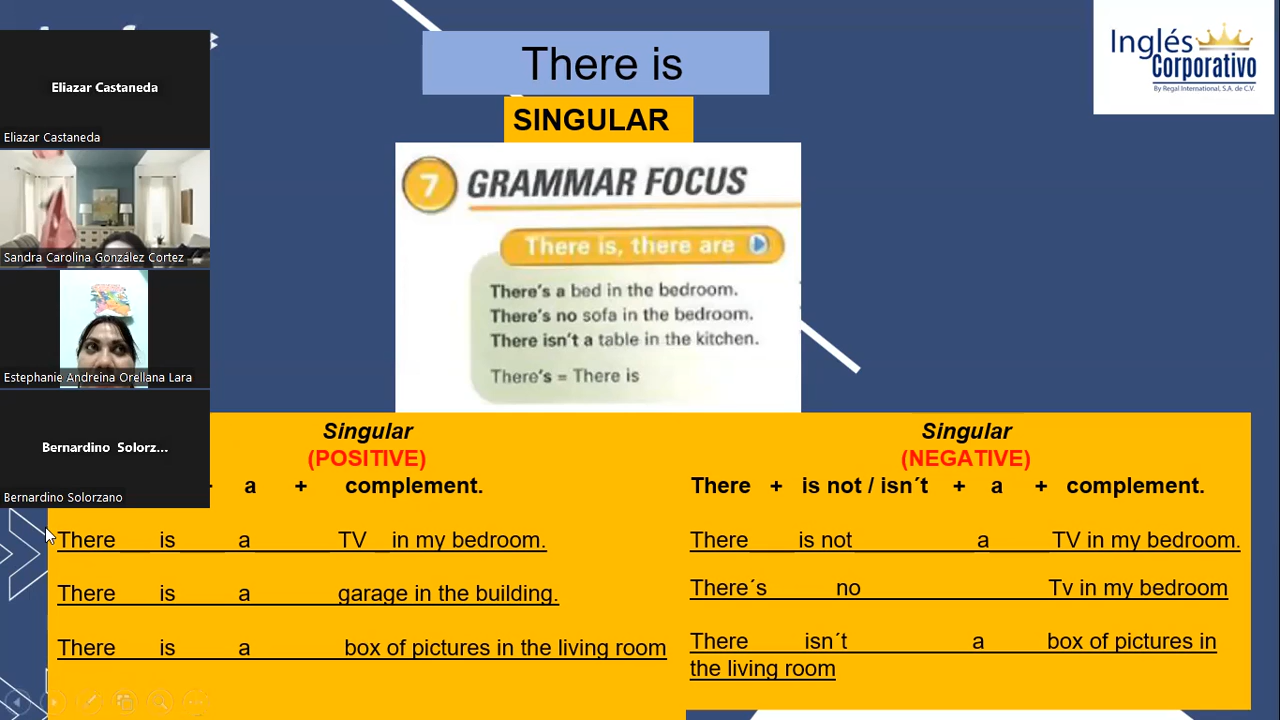 There is
SINGULAR
Inglés
Corporativo
By Regal International, S.A. de C.V.
Eliazar Castaneda
Eliazar Castaneda
Sandra Carolina González Cortez
Estephanie Andreina Orellana Lara
Bernardino Solorz...
Bernardino Solorzano
7 GRAMMAR FOCUS
There is, there are
There's a bed in the bedroom.
There's no sofa in the bedroom.
There isn't a table in the kitchen.
There's = There is
Singular
(POSITIVE)
a + complement.
There is a TV in my bedroom.
There is a garage in the building.
There is a box of pictures in the living room
Singular
(NEGATIVE)
There + is not / isn´t + a + complement.
There is not a TV in my bedroom.
There´s no Tv in my bedroom
There isn´t a box of pictures in
the living room